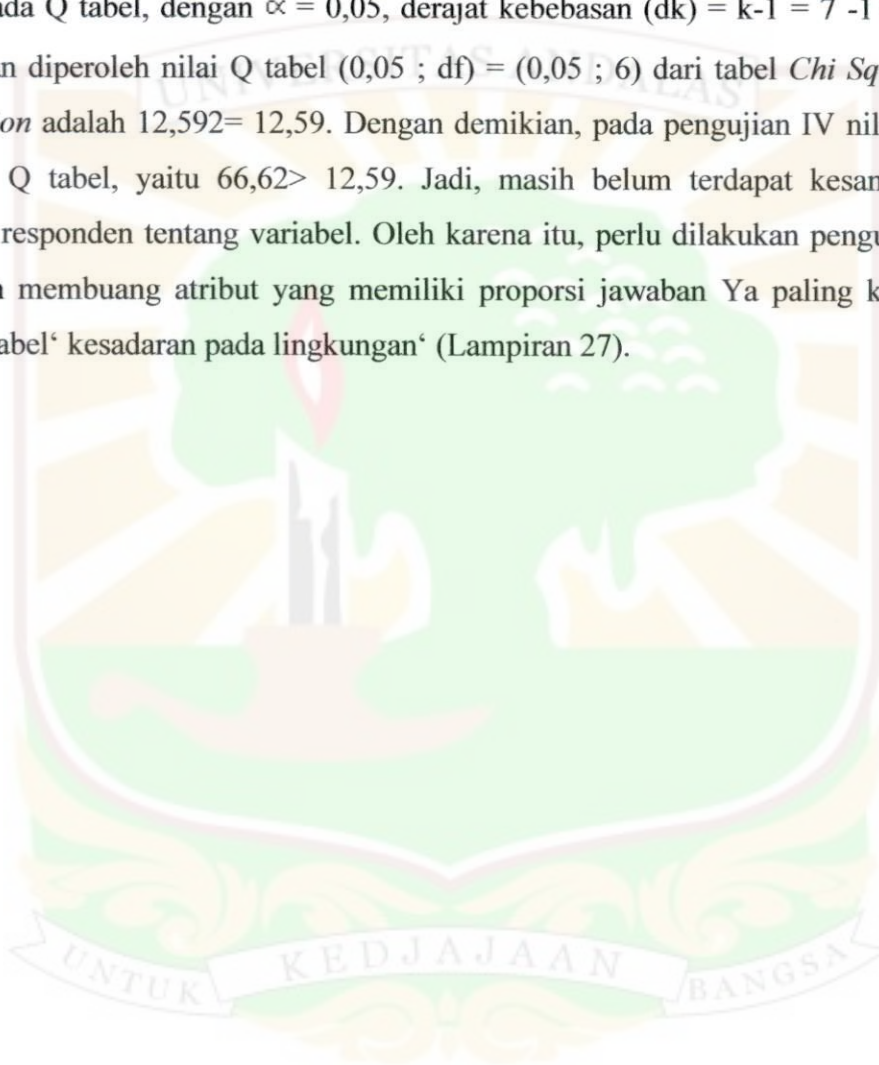 ada Q tabel, dengan ∝ = 0,05, derajat kebebasan (dk) = k-1 = 7 -1
n diperoleh nilai Q tabel (0,05 ; df) = (0,05 ; 6) dari tabel Chi Sq
on adalah 12,592= 12,59. Dengan demikian, pada pengujian IV nil
Q tabel, yaitu 66,62> 12,59. Jadi, masih belum terdapat kesan
responden tentang variabel. Oleh karena itu, perlu dilakukan pengu
membuang atribut yang memiliki proporsi jawaban Ya paling k
abel‘ kesadaran pada lingkungan‘ (Lampiran 27).
UNIVERSITAS ANDALAS
UNTUK KEDJAJAAN BANGSA